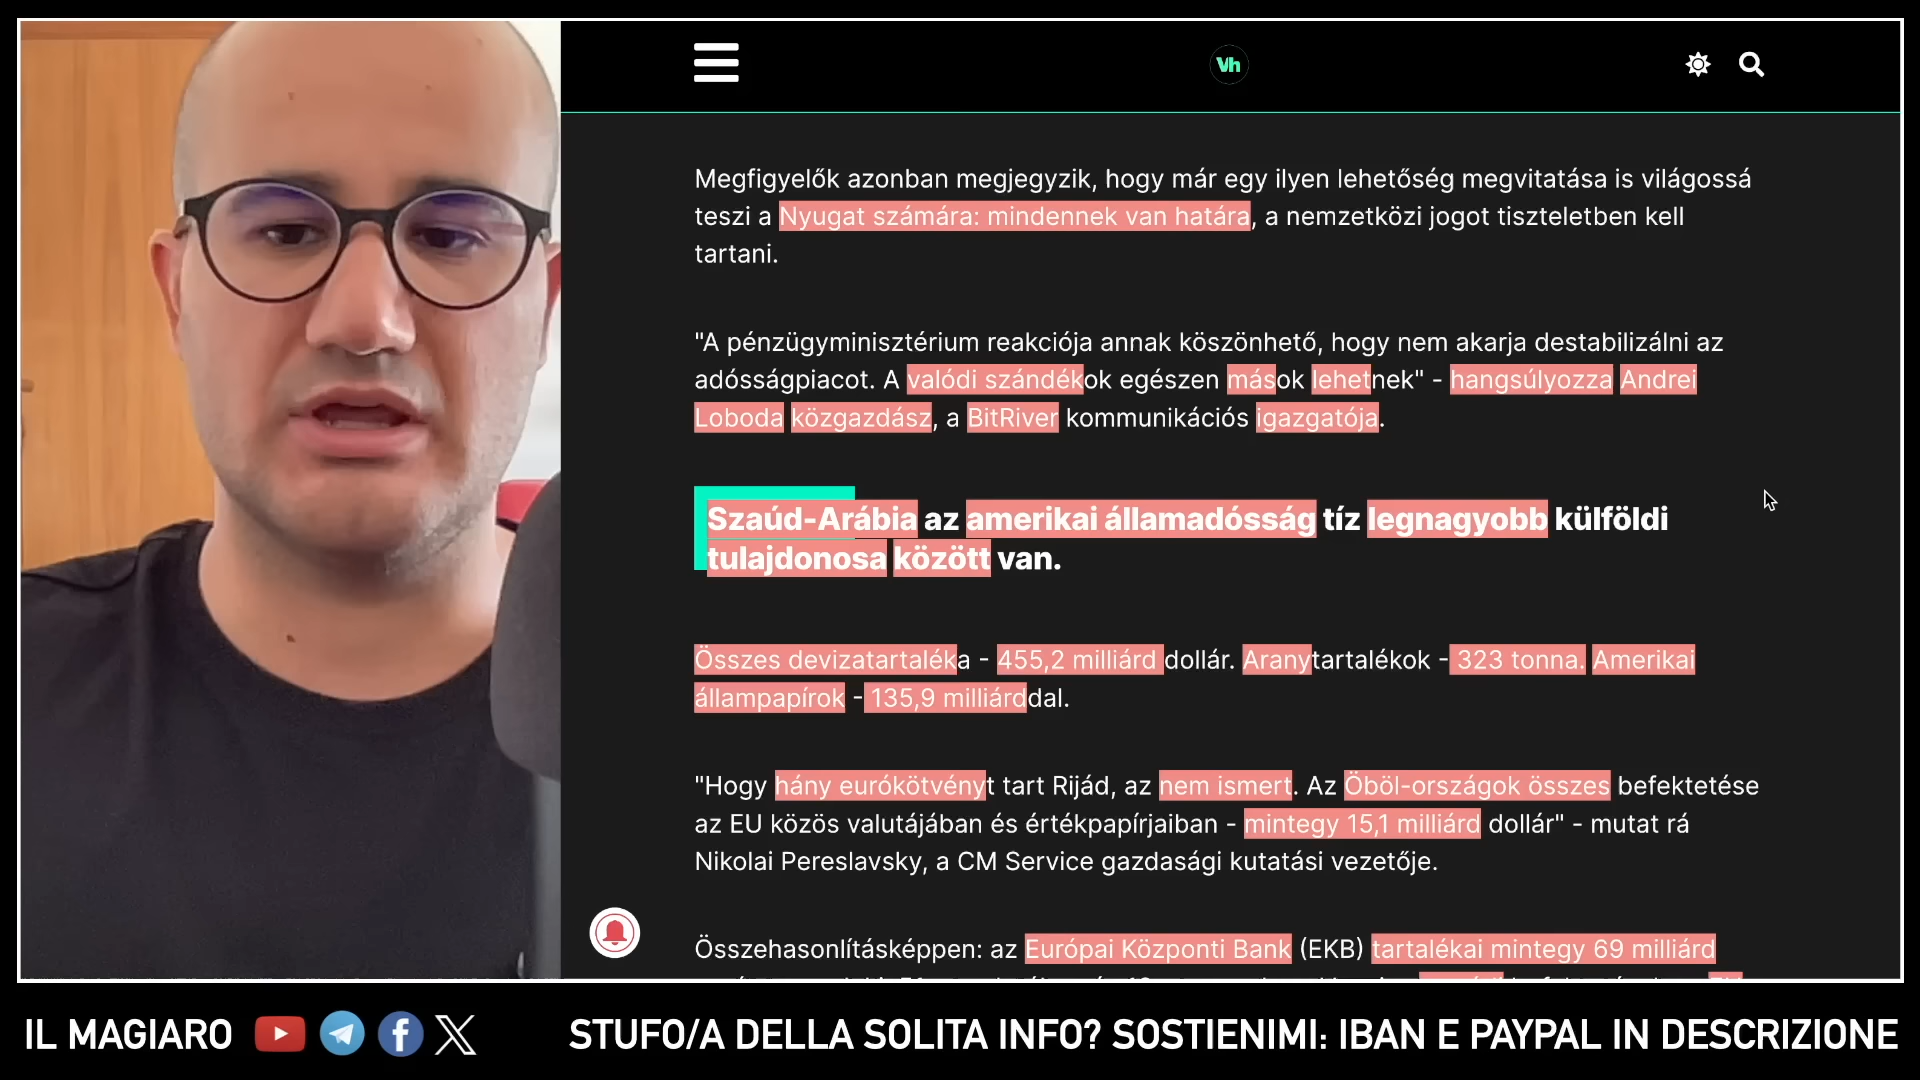 Vh
Megfigyelők azonban megjegyzik, hogy már egy ilyen lehetőség megvitatása is világossá
teszi a Nyugat számára: mindennek van határa, a nemzetközi jogot tiszteletben kell
tartani.
"A pénzügyminisztérium reakciója annak köszönhető, hogy nem akarja destabilizálni az
adósságpiacot. A valódi szándékok egészen mások lehetnek" - hangsúlyozza Andrei
Loboda közgazdász, a BitRiver kommunikációs igazgatója.
Szaúd-Arábia az amerikai államadósság tíz legnagyobb külföldi
tulajdonosa között van.
Összes devizatartaléka - 455,2 milliárd dollár. Aranytartalékok - 323 tonna. Amerikai
állampapírok - 135,9 milliárddal.
"Hogy hány eurókötvényt tart Rijád, az nem ismert. Az Öböl-országok összes befektetése
az EU közös valutájában és értékpapírjaiban - mintegy 15,1 milliárd dollár" - mutat rá
Nikolai Pereslavsky, a CM Service gazdasági kutatási vezetője.
Összehasonlításképpen: az Európai Központi Bank (EKB) tartalékai mintegy 69 milliárd
IL MAGIARO
STUFO/A DELLA SOLITA INFO? SOSTIENIMI: IBAN E PAYPAL IN DESCRIZIONE